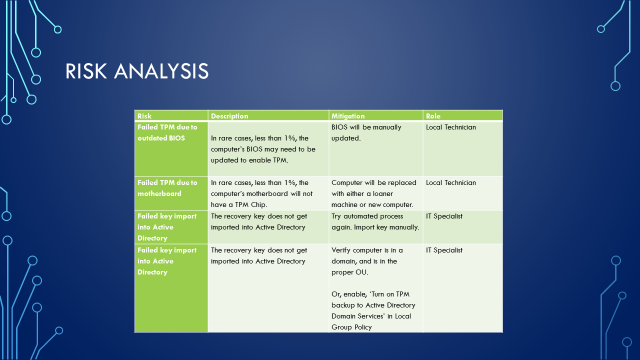 RISK ANALYSIS
Risk Description Mitigation Role
Failed TPM due to
outdated BIOS
In rare cases, less than 1%, the
computer's BIOS may need to be
updated to enable TPM.
BIOS will be manually
updated.
Local Technician
Failed TPM due to
motherboard
In rare cases, less than 1%, the
computer's motherboard will not
have a TPM Chip.
Computer will be replaced
with either a loaner
machine or new computer.
Local Technician
Failed key import
into Active
Directory
The recovery key does not get
imported into Active Directory
Try automated process
again. Import key manually.
IT Specialist
Failed key import
into Active
Directory
The recovery key does not get
imported into Active Directory
Verify computer is in a
domain, and is in the
proper OU.
Or, enable, 'Turn on TPM
backup to Active Directory
Domain Services' in Local
Group Policy
IT Specialist